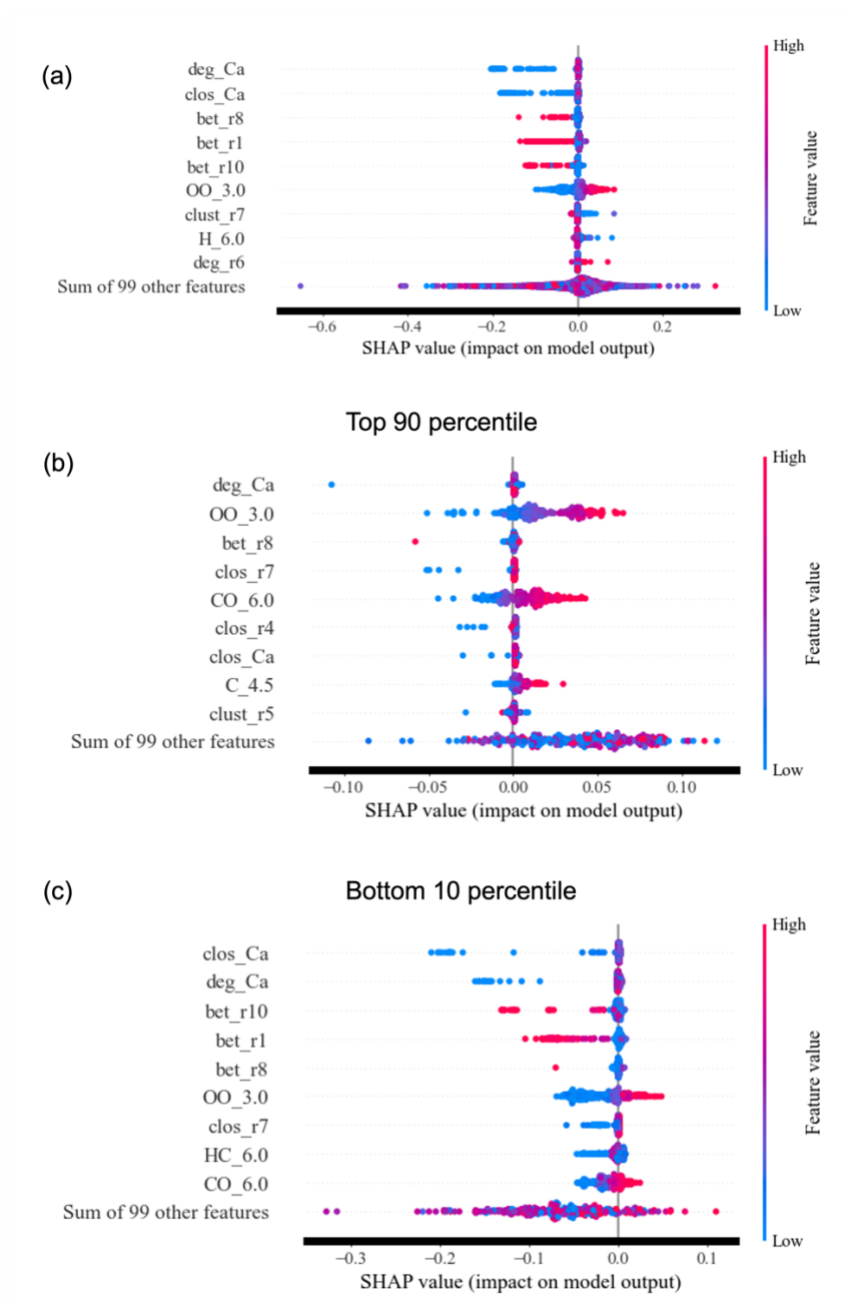 (a)
High
deg_Ca
clos_Ca
bet_r8
bet_r1
bet_r10
OO_3.0
clust_r7
H_6.0
deg_r6
Sum of 99 other features
Feature value
Low
−0.6 −0.4 −0.2 0.0 0.2
SHAP value (impact on model output)
Top 90 percentile
(b)
High
deg_Ca
OO_3.0
bet_r8
clos_r7
CO_6.0
clos_r4
clos_Ca
C_4.5
clust_r5
Sum of 99 other features
Feature value
Low
−0.10 −0.05 0.00 0.05 0.10
SHAP value (impact on model output)
(c)
Bottom 10 percentile
High
clos_Ca
deg_Ca
bet_r10
bet_r1
bet_r8
OO_3.0
clos_r7
HC_6.0
CO_6.0
Sum of 99 other features
Feature value
Low
−0.3 −0.2 −0.1 0.0 0.1
SHAP value (impact on model output)